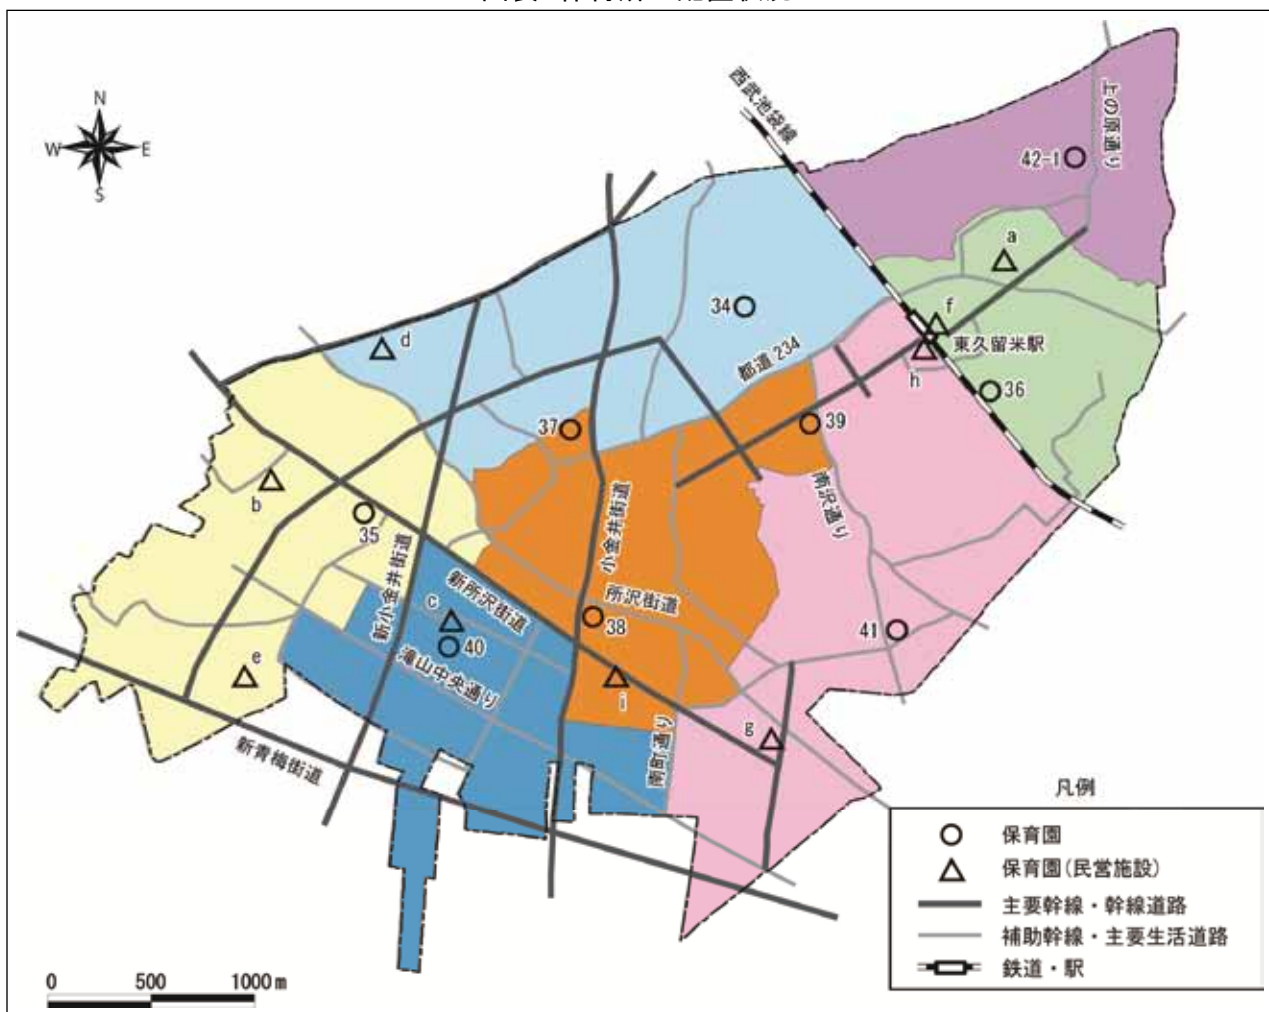 N
W
E
S
西武池袋線
上の原通り
42-1
a
34
f
d
都道 234
東久留米駅
h
36
37
39
b
35
小金井街道
南沢通り
新小金井街道
c
新所沢街道
所沢街道
38
41
40
滝山中央通り
e
i
g
南町通り
新青梅街道
凡例
保育園
保育園(民営施設)
主要幹線・幹線道路
補助幹線・主要生活道路
鉄道・駅
0 500 1000m